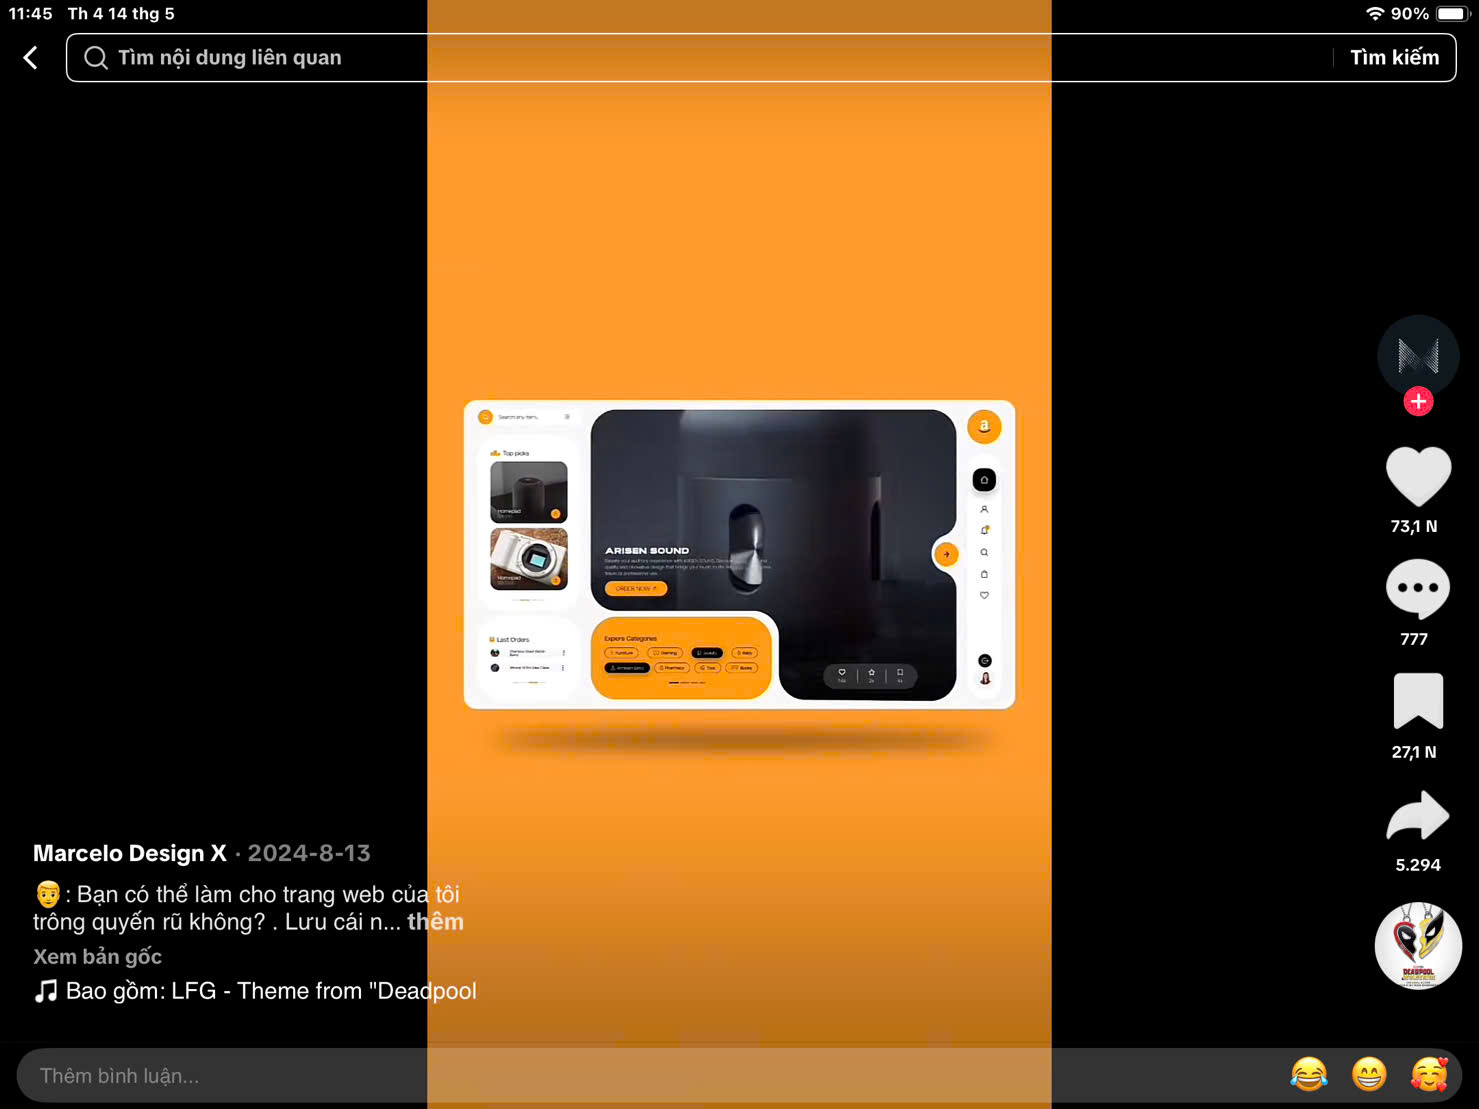 11:45 Th 4 14 thg 5
90%
Tìm nội dung liên quan
Tìm kiếm
Search any item..
Top picks
Homepad
Homepad
Last Orders
ARISEN SOUND
ORDER NOW
Explore Categories
Furniture
Gaming
Jewelry
Baby
Amazon Basics
Pharmacy
Toys
Books
a
73,1 N
777
27,1 N
5.294
Marcelo Design X · 2024-8-13
: Bạn có thể làm cho trang web của tôi
trông quyến rũ không? . Lưu cái n... thêm
Xem bản gốc
Bao gồm: LFG - Theme from "Deadpool
DEADPOOL
Thêm bình luận...